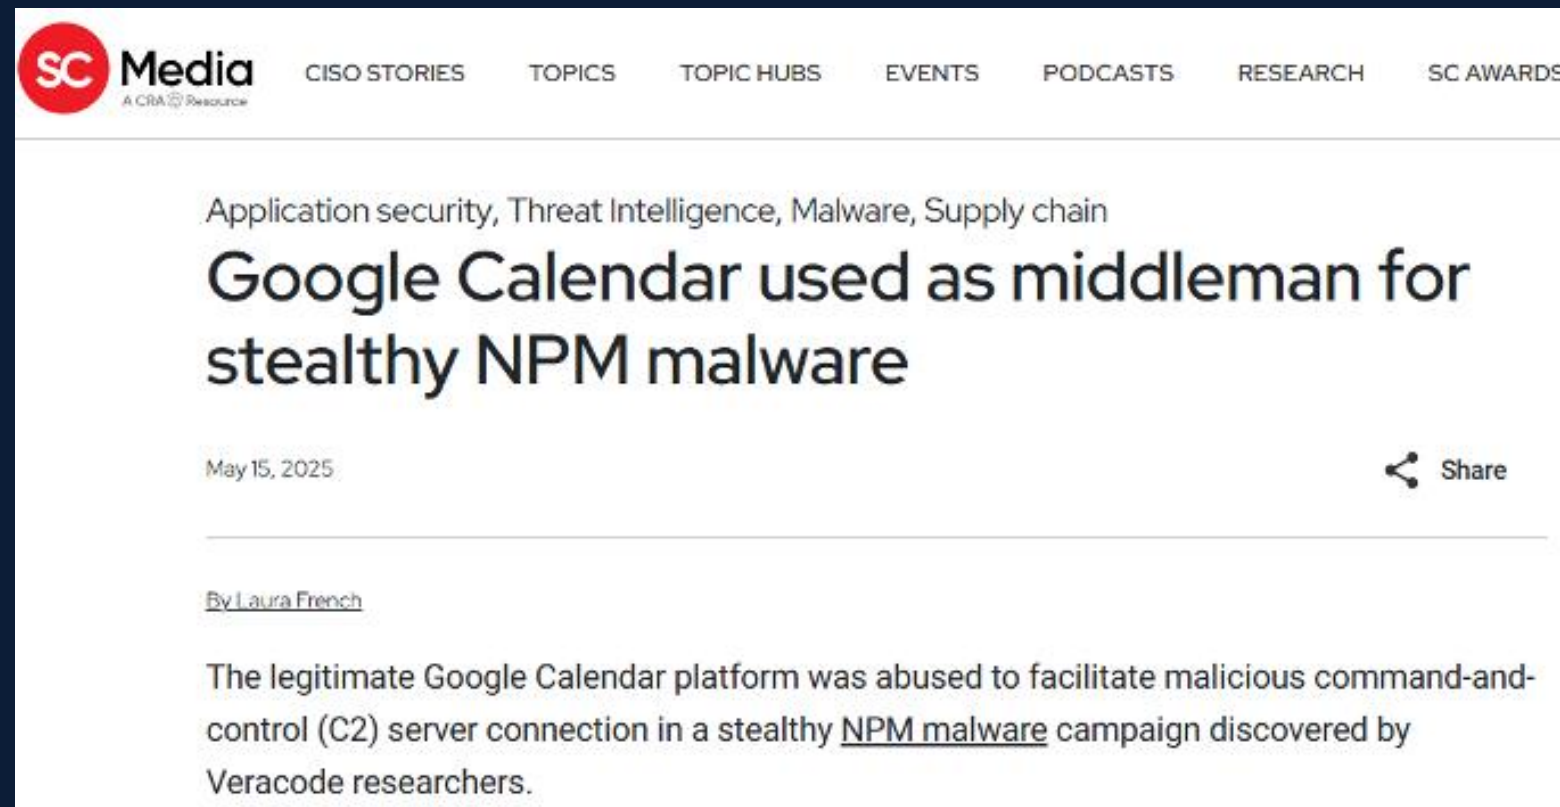 SC Media
A CRA Resource
CISO STORIES TOPICS TOPIC HUBS EVENTS PODCASTS RESEARCH SC AWARDS
Application security, Threat Intelligence, Malware, Supply chain
Google Calendar used as middleman for
stealthy NPM malware
May 15, 2025
Share
By Laura French
The legitimate Google Calendar platform was abused to facilitate malicious command-and-
control (C2) server connection in a stealthy NPM malware campaign discovered by
Veracode researchers.